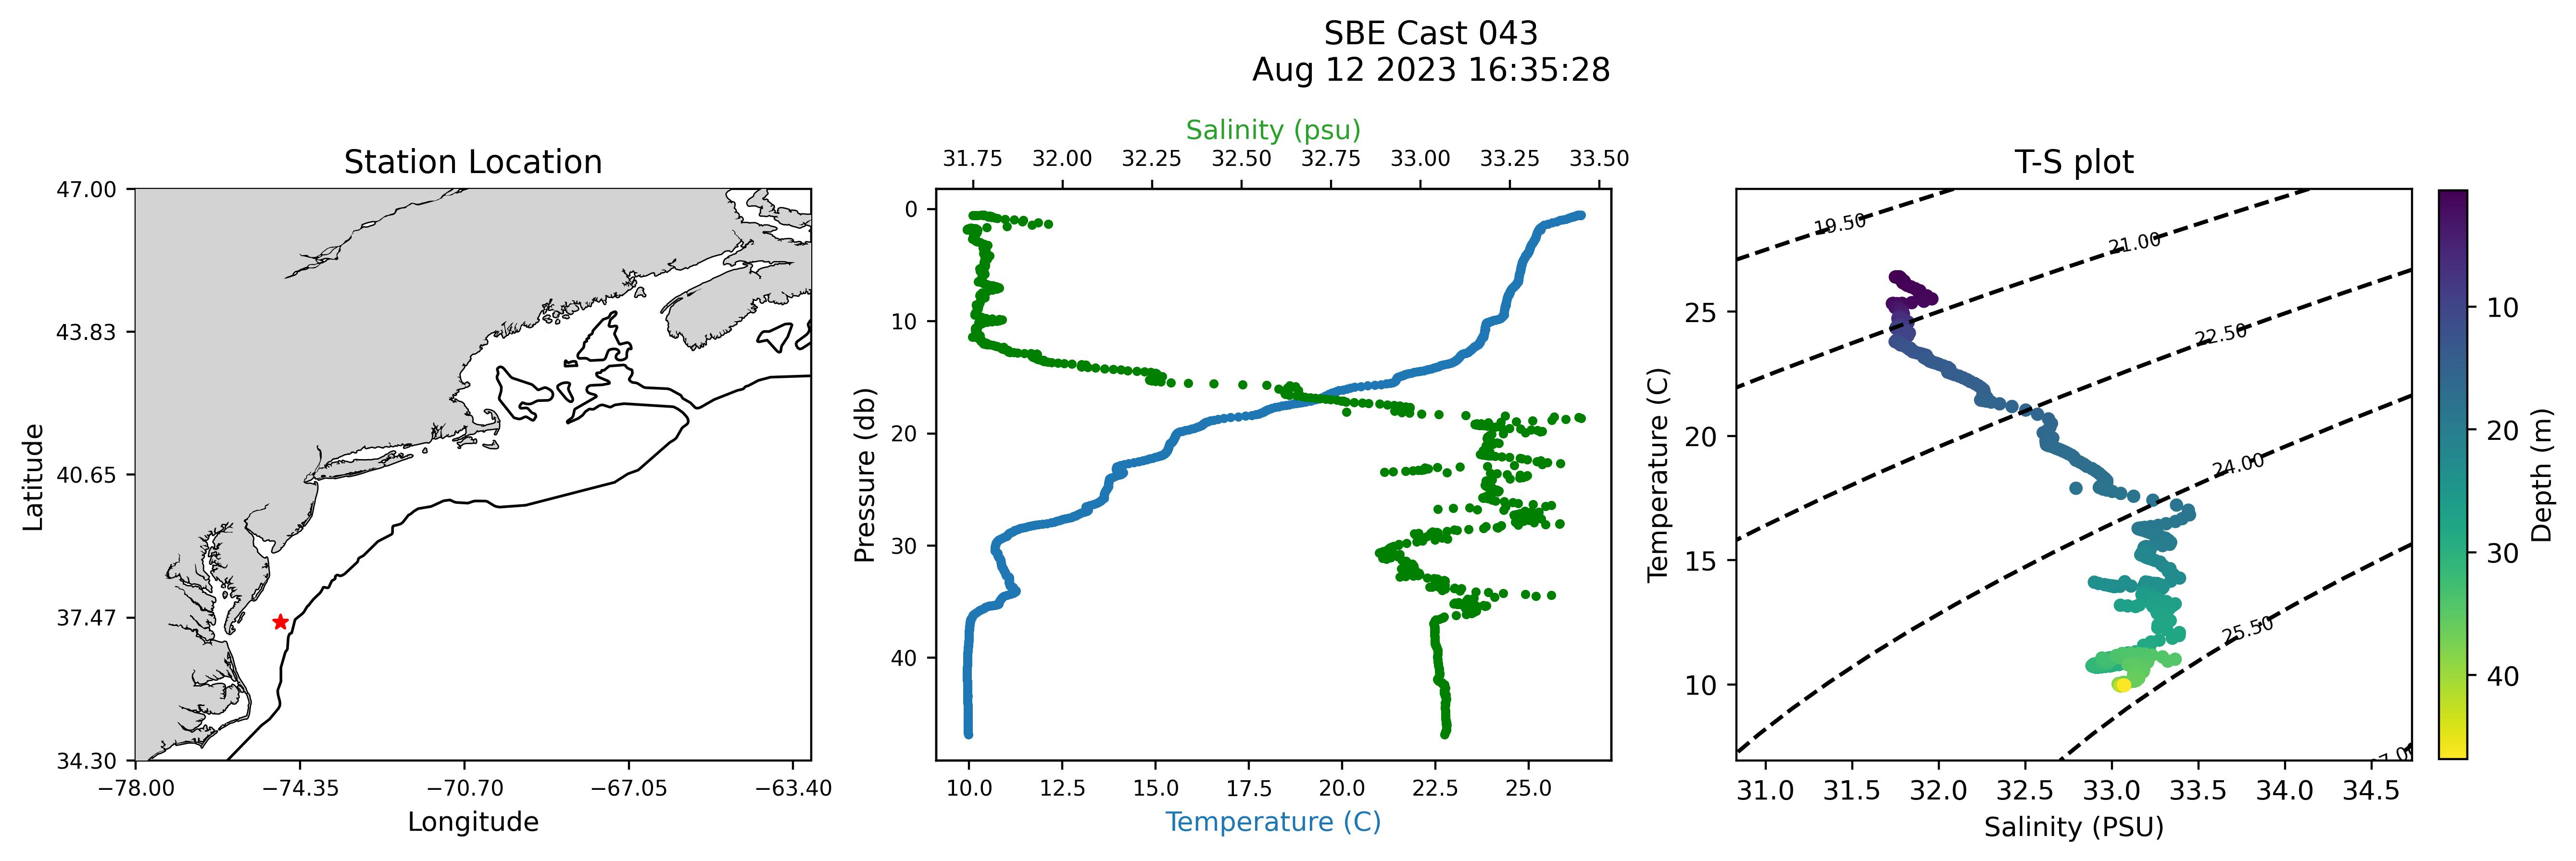 SBE Cast 043
Aug 12 2023 16:35:28
Station Location
47.00
43.83
40.65
37.47
34.30
Latitude
−78.00 −74.35 −70.70 −67.05 −63.40
Longitude
Salinity (psu)
31.75 32.00 32.25 32.50 32.75 33.00 33.25 33.50
0
10
20
30
40
Pressure (db)
10.0 12.5 15.0 17.5 20.0 22.5 25.0
Temperature (C)
T-S plot
19.50
21.00
22.50
24.00
25.50
25
20
15
10
Temperature (C)
31.0 31.5 32.0 32.5 33.0 33.5 34.0 34.5
Salinity (PSU)
10
20
30
40
Depth (m)